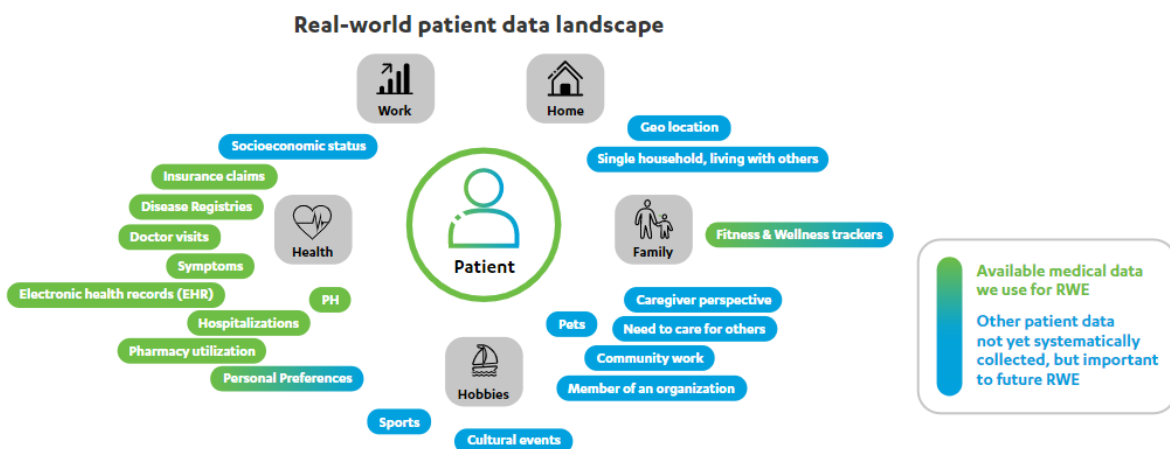 Real-world patient data landscape
Work
Home
Geo location
Socioeconomic status
Single household, living with others
Insurance claims
Disease Registries
Doctor visits
Health
Patient
Family
Fitness & Wellness trackers
Symptoms
Electronic health records (EHR)
PH
Hospitalizations
Pharmacy utilization
Personal Preferences
Caregiver perspective
Pets
Need to care for others
Community work
Member of an organization
Hobbies
Sports
Cultural events
Available medical data
we use for RWE
Other patient data
not yet systematically
collected, but important
to future RWE